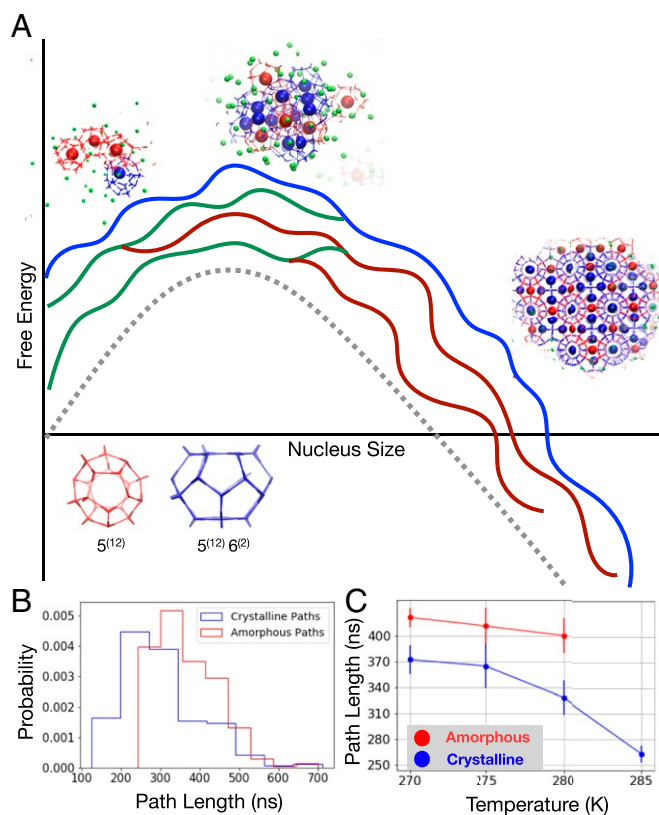 A
Free Energy
Nucleus Size
5(12)
5(12) 6(2)
B
Probability
0.005
0.004
0.003
0.002
0.001
0.000
Crystalline Paths
Amorphous Paths
100 200 300 400 500 600 700
Path Length (ns)
C
Path Length (ns)
400
370
340
310
280
250
Amorphous
Crystalline
270 275 280 285
Temperature (K)